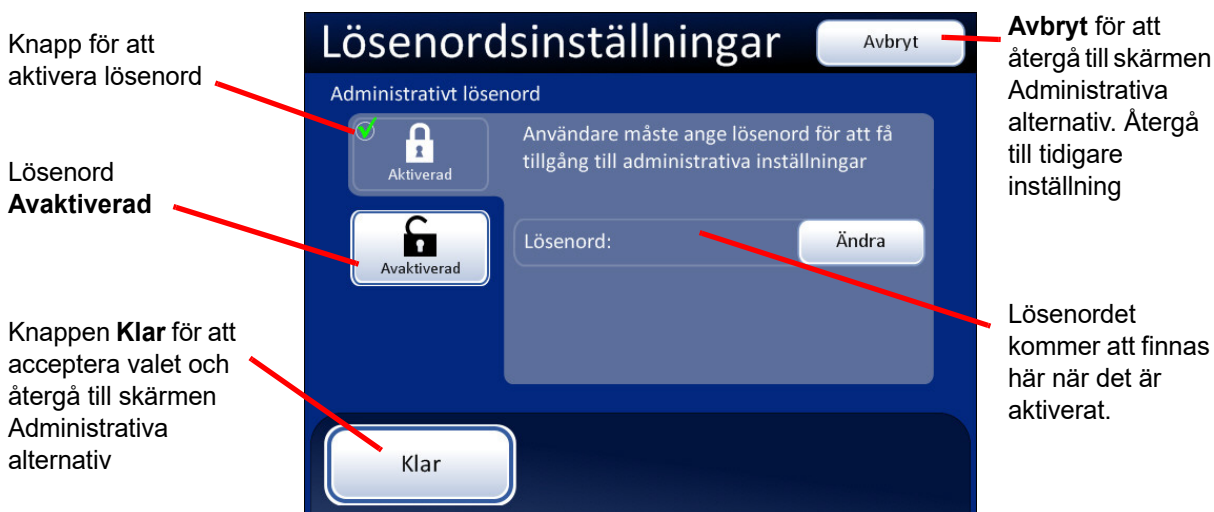 Knapp för att
aktivera lösenord
Lösenord
Avaktiverad
Knappen Klar för att
acceptera valet och
återgå till skärmen
Administrativa
alternativ
Lösenordsinställningar
Avbryt
Administrativt lösenord
Aktiverad
Användare måste ange lösenord för att få
tillgång till administrativa inställningar
Avaktiverad
Lösenord:
Ändra
Klar
Avbryt för att
återgå till skärmen
Administrativa
alternativ. Återgå
till tidigare
inställning
Lösenordet
kommer att finnas
här när det är
aktiverat.